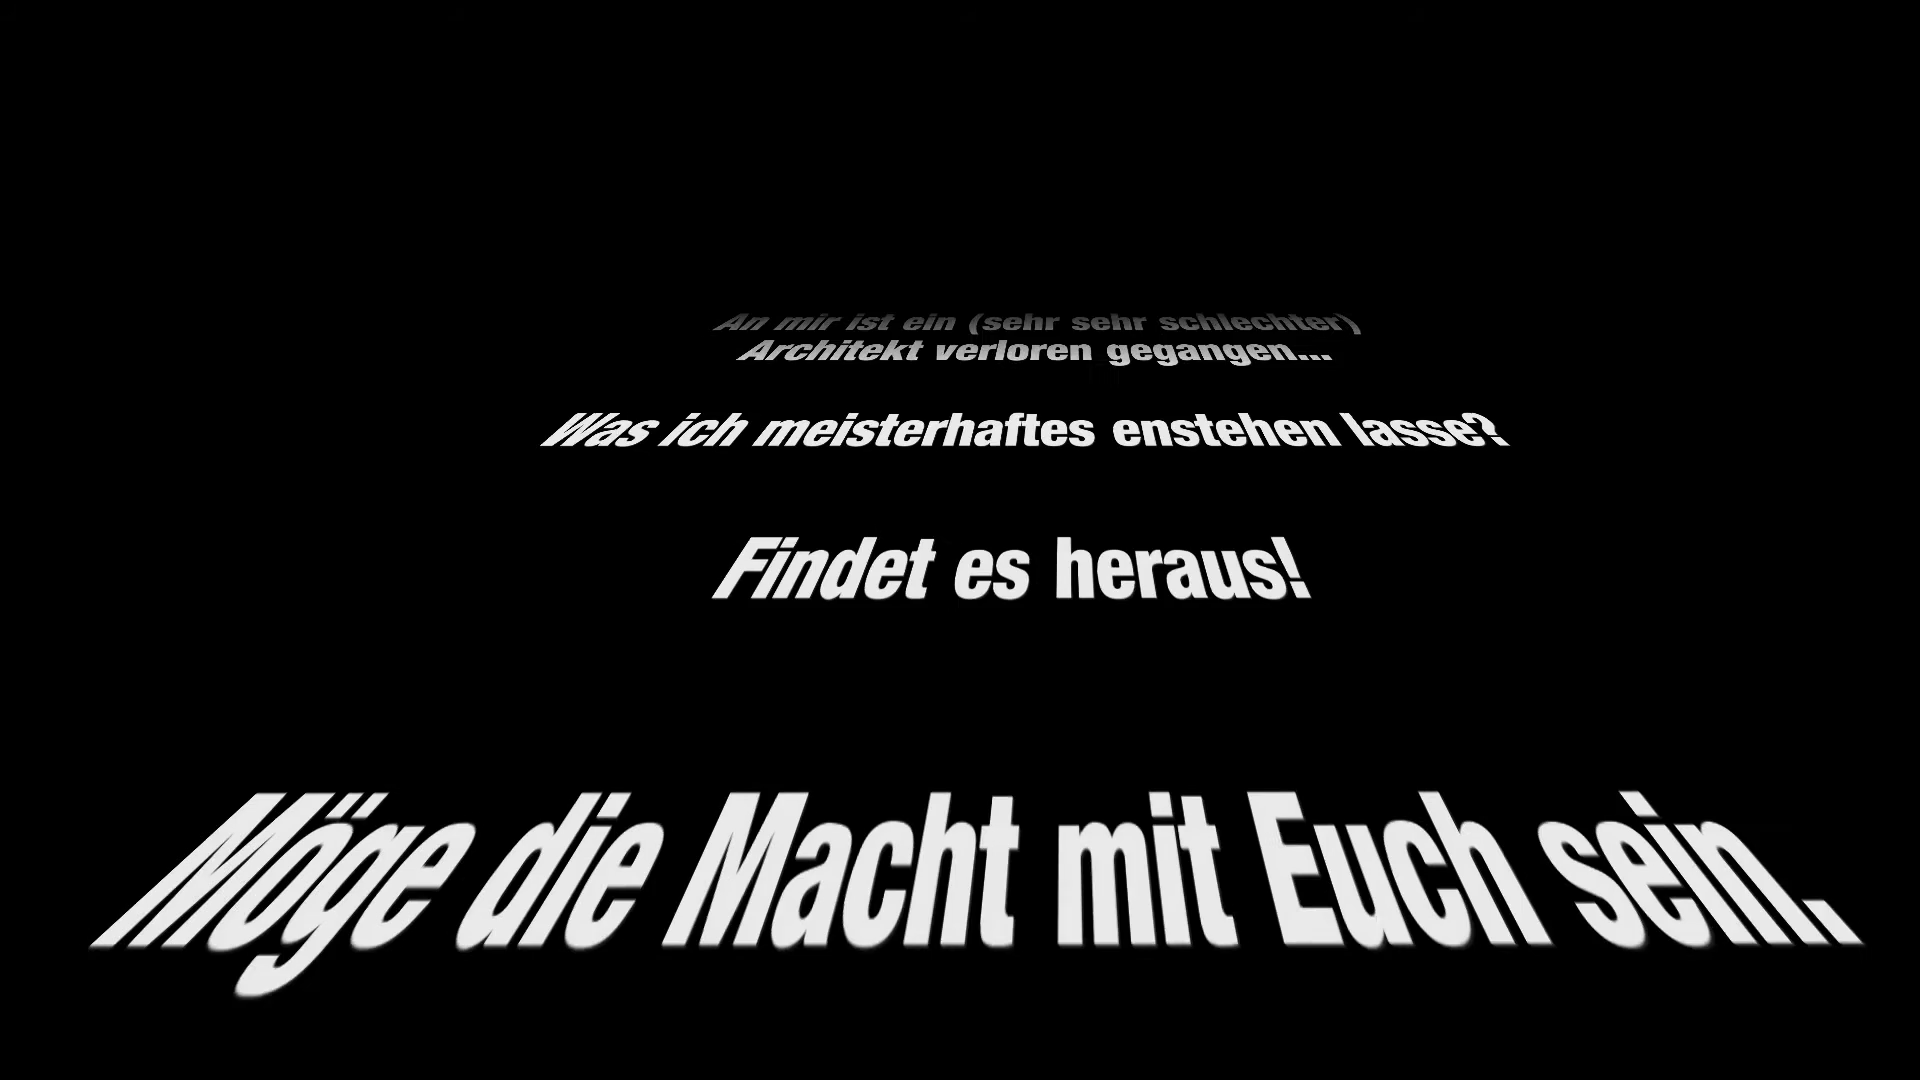 An mir ist ein (sehr sehr schlechter)
Architekt verloren gegangen...
Was ich meisterhaftes enstehen lasse?
Findet es heraus!
Möge die Macht mit Euch sein.